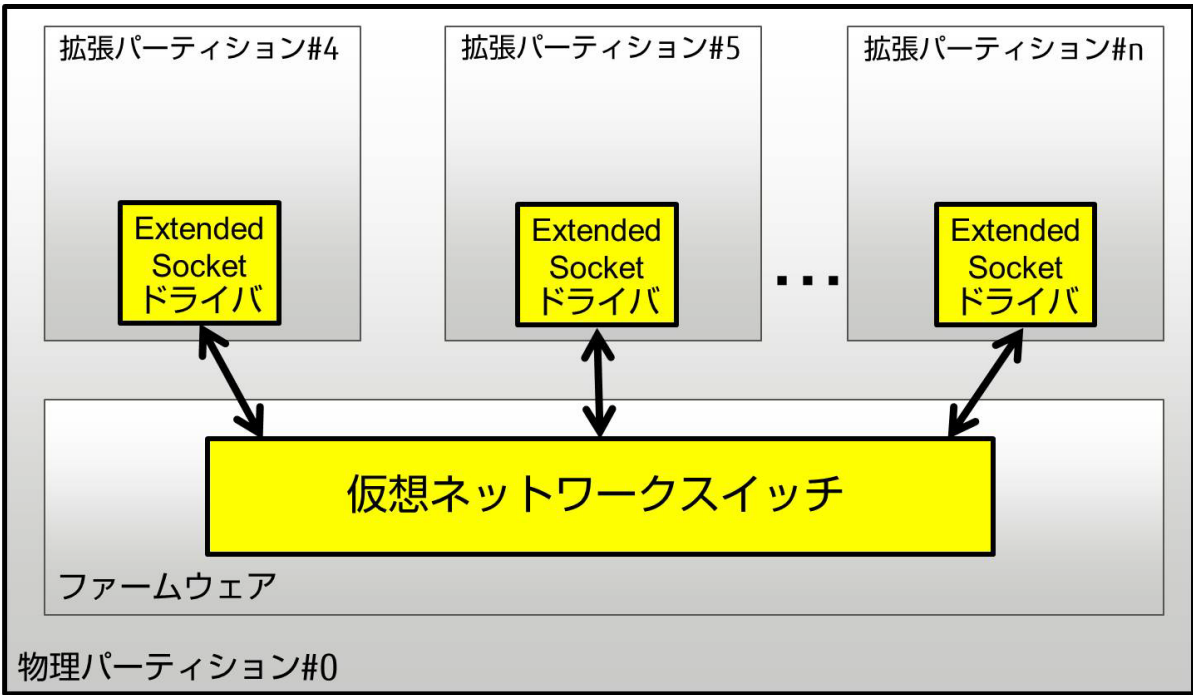 拡張パーティション#4
拡張パーティション#5
拡張パーティション#n
Extended
Socket
ドライバ
Extended
Socket
ドライバ
...
Extended
Socket
ドライバ
仮想ネットワークスイッチ
ファームウェア
物理パーティション#0